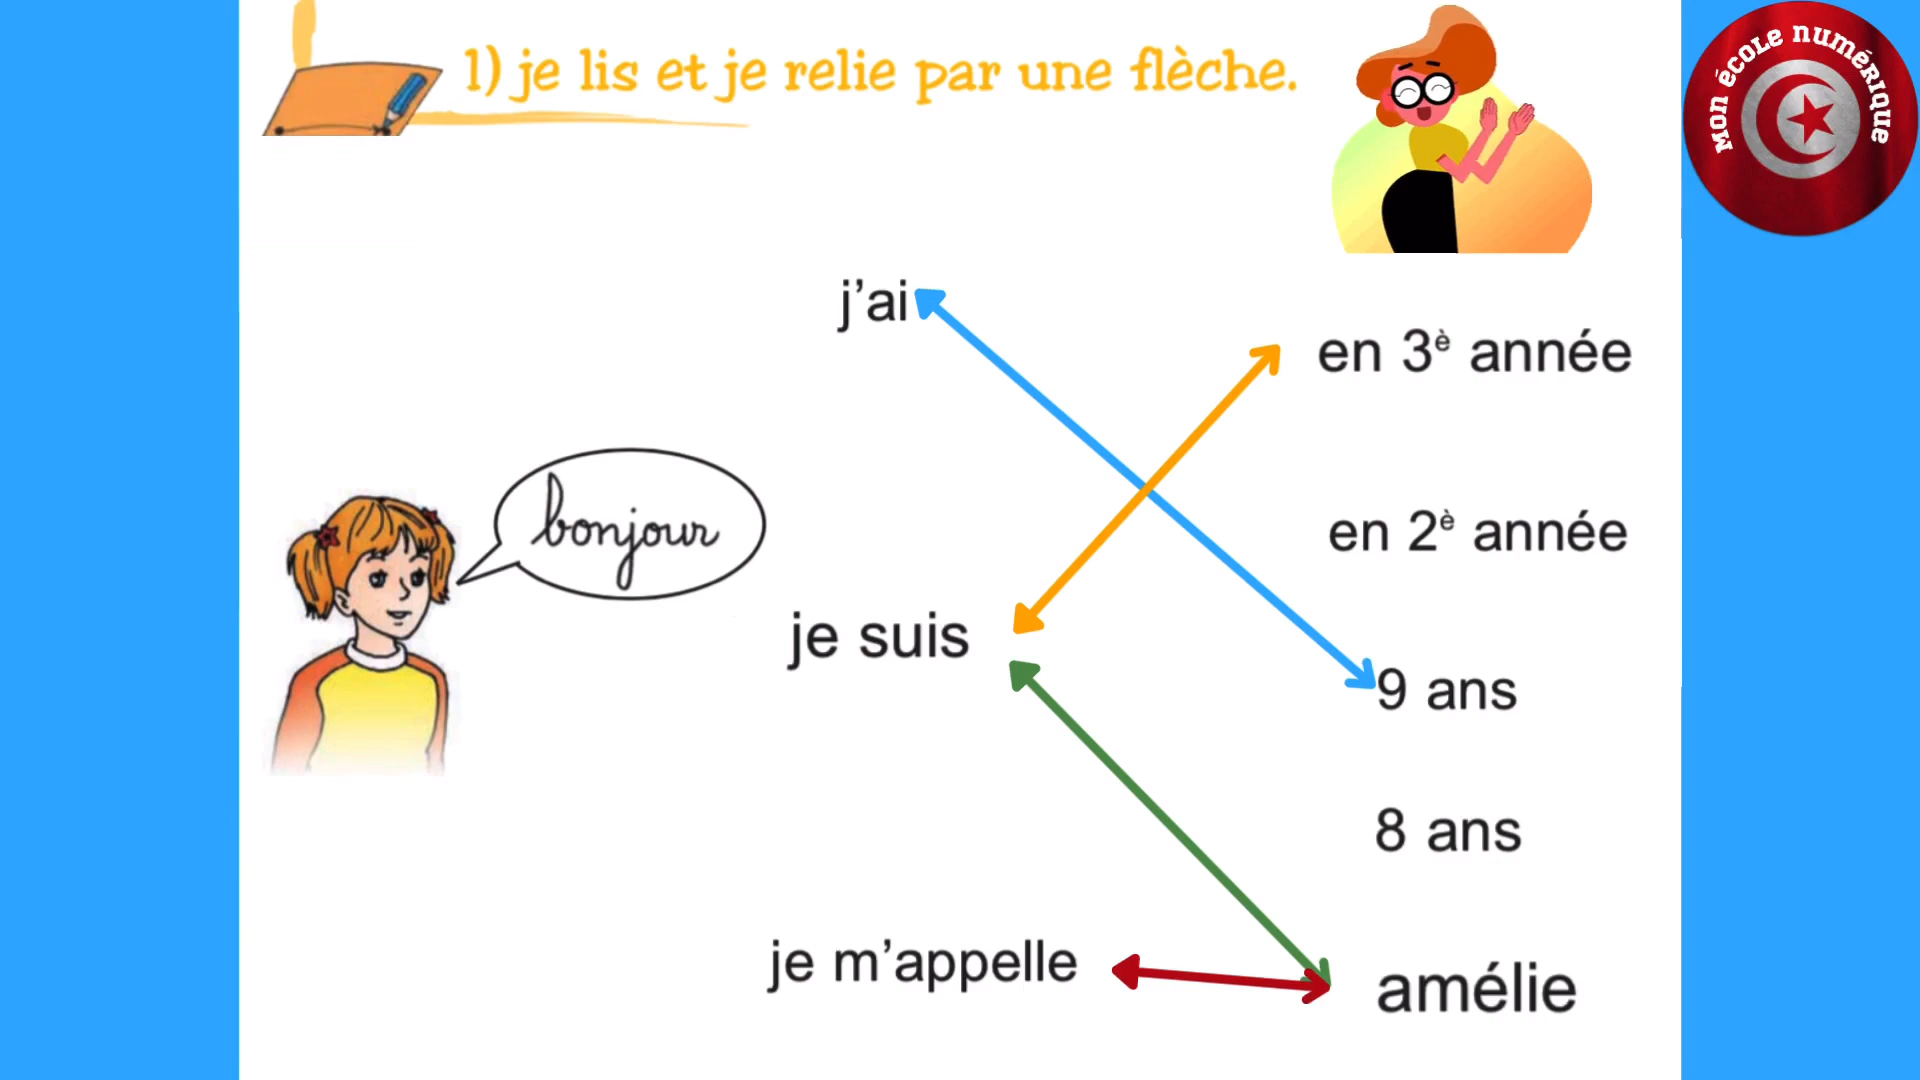 1) je lis et je relie par une flèche.
mon école numérique
j'ai
en 3è année
bonjour
en 2è année
je suis
9 ans
8 ans
je m'appelle
amélie